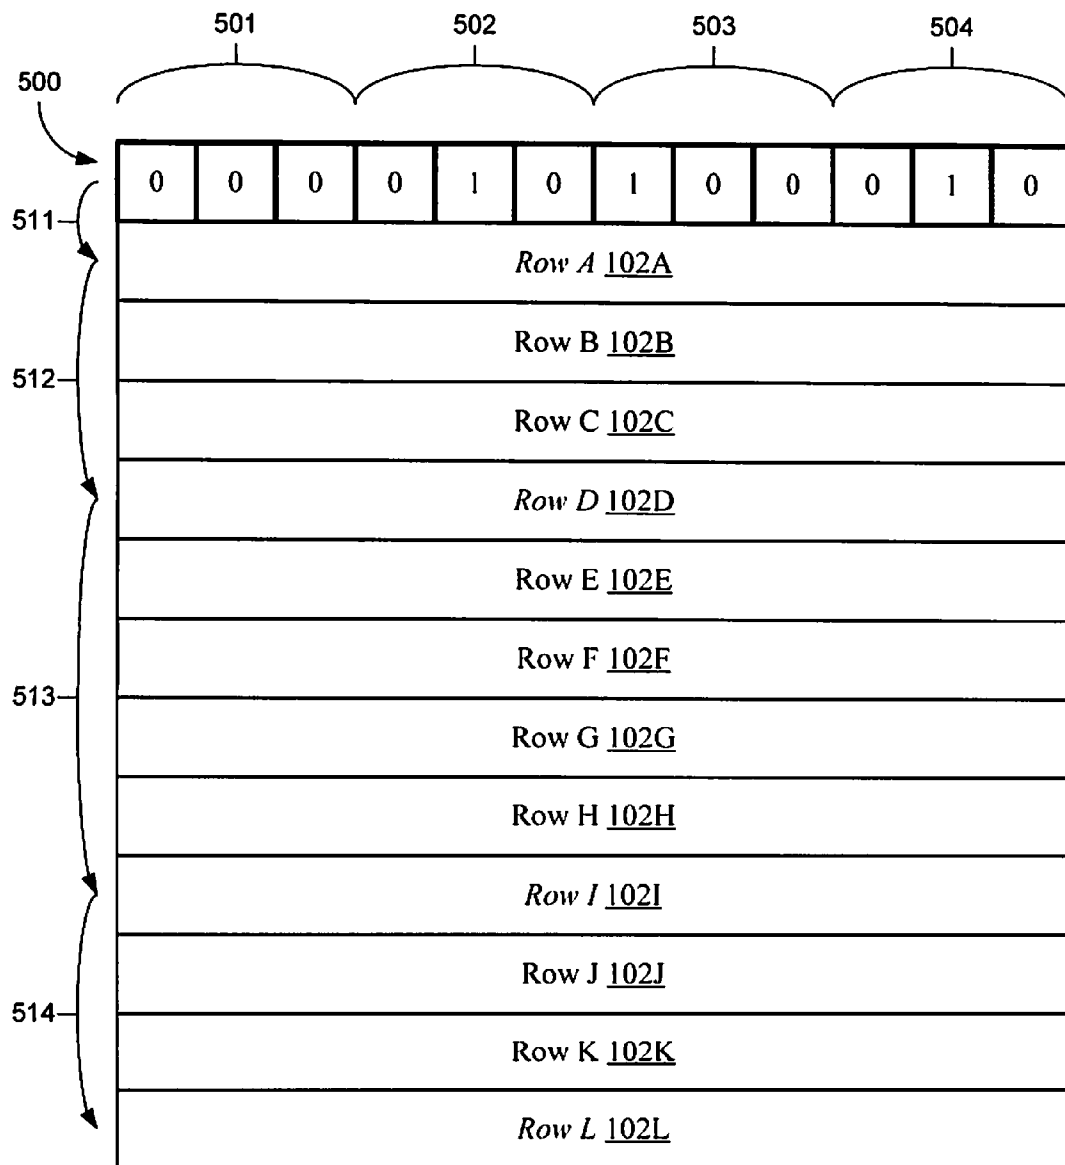 501 502 503 504
500
0 0 0 0 1 0 1 0 0 0 1 0
511
Row A 102A
Row B 102B
512
Row C 102C
Row D 102D
Row E 102E
Row F 102F
513
Row G 102G
Row H 102H
Row I 102I
Row J 102J
514
Row K 102K
Row L 102L